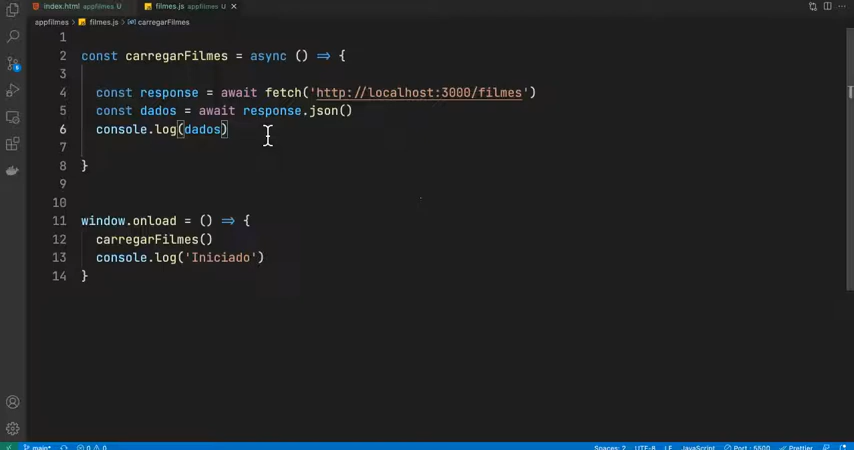 index.html appfilmes U
filmes.js appfilmes U
appfilmes > filmes.js > carregarFilmes
1
2 const carregarFilmes = async () => {
3
4 const response = await fetch('http://localhost:3000/filmes')
5 const dados = await response.json()
6 console.log(dados)
7
8 }
9
10
11 window.onload = () => {
12 carregarFilmes()
13 console.log('Iniciado')
14 }
main* 0 0 Spaces: 2 UTF-8 LF JavaScript Port : 5500 Prettier